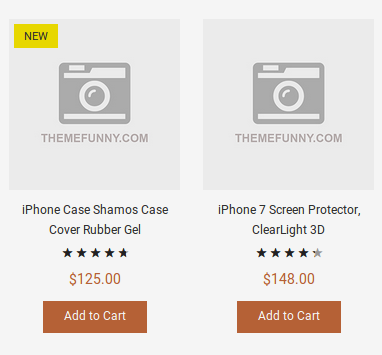 NEW
THEMEFUNNY.COM
iPhone Case Shamos Case
Cover Rubber Gel
$125.00
Add to Cart
THEMEFUNNY.COM
iPhone 7 Screen Protector,
ClearLight 3D
$148.00
Add to Cart